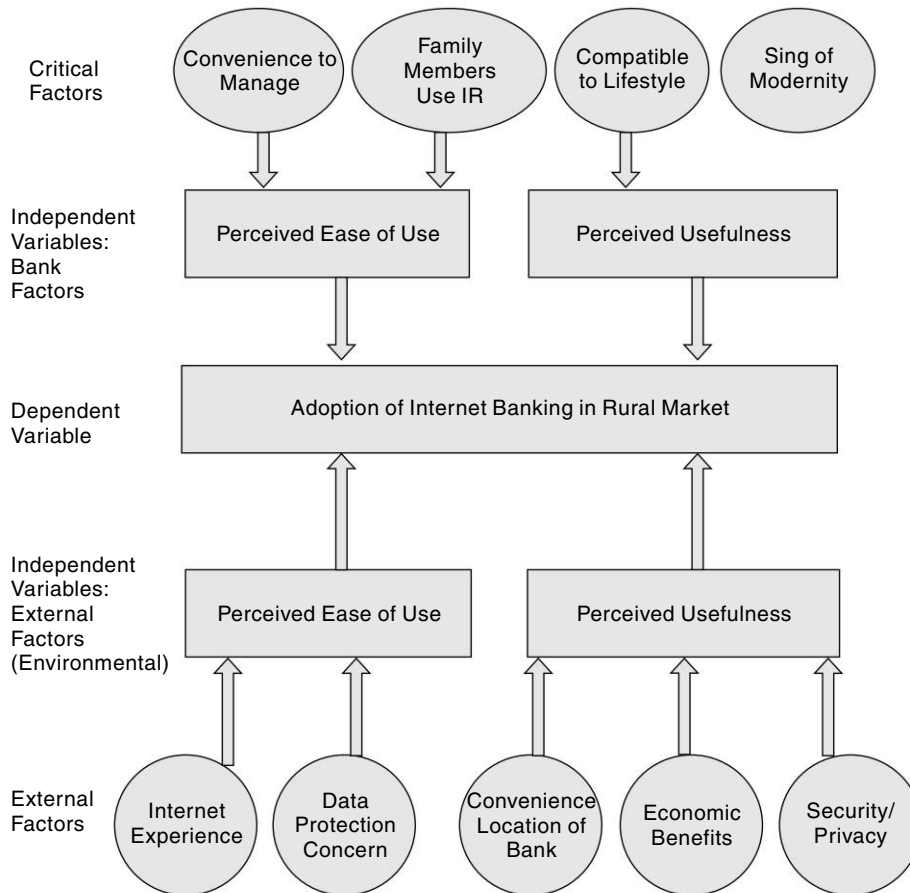 Critical
Factors
Convenience to
Manage
Family
Members
Use IR
Compatible
to Lifestyle
Sing of
Modernity
Independent
Variables:
Bank
Factors
Perceived Ease of Use
Perceived Usefulness
Dependent
Variable
Adoption of Internet Banking in Rural Market
Independent
Variables:
External
Factors
(Environmental)
Perceived Ease of Use
Perceived Usefulness
External
Factors
Internet
Experience
Data
Protection
Concern
Convenience
Location of
Bank
Economic
Benefits
Security/
Privacy